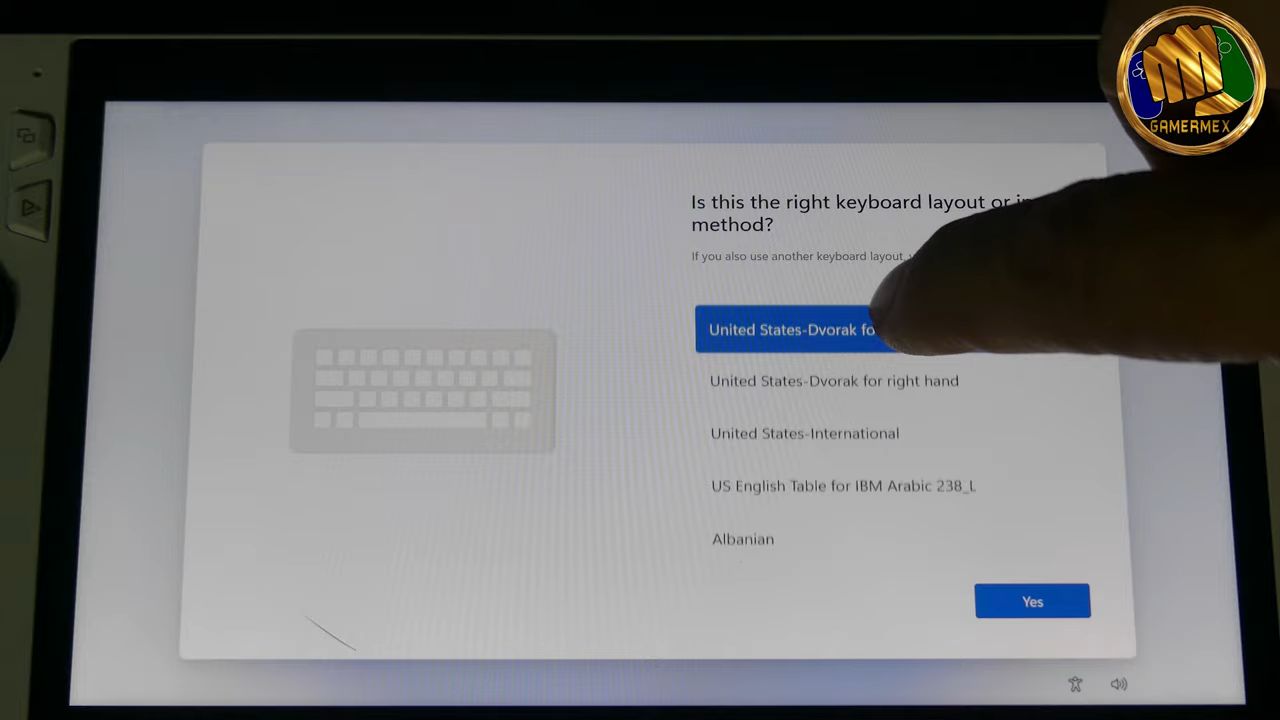 GAMERMEX
Is this the right keyboard layout or
method?
If you also use another keyboard layout,
United States-Dvorak
United States-Dvorak for right hand
United States-International
US English Table for IBM Arabic 238_L
Albanian
Yes